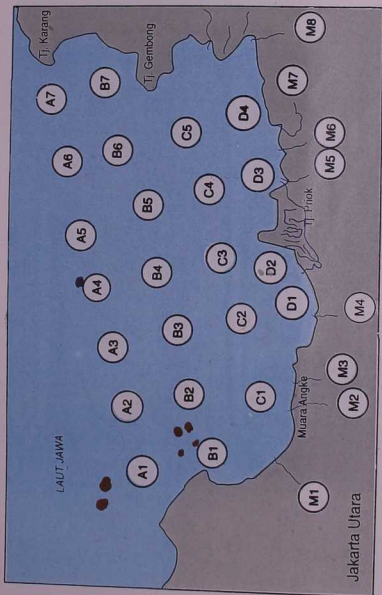 LAUT JAWA
Tj. Karang
Tj. Gembong
A1
A2
A3
A4
A5
A6
A7
B1
B2
B3
B4
B5
B6
B7
C1
C2
C3
C4
C5
D1
D2
D3
D4
Muara Angke
Tj. Priok
M1
M2
M3
M4
M5
M6
M7
M8
Jakarta Utara